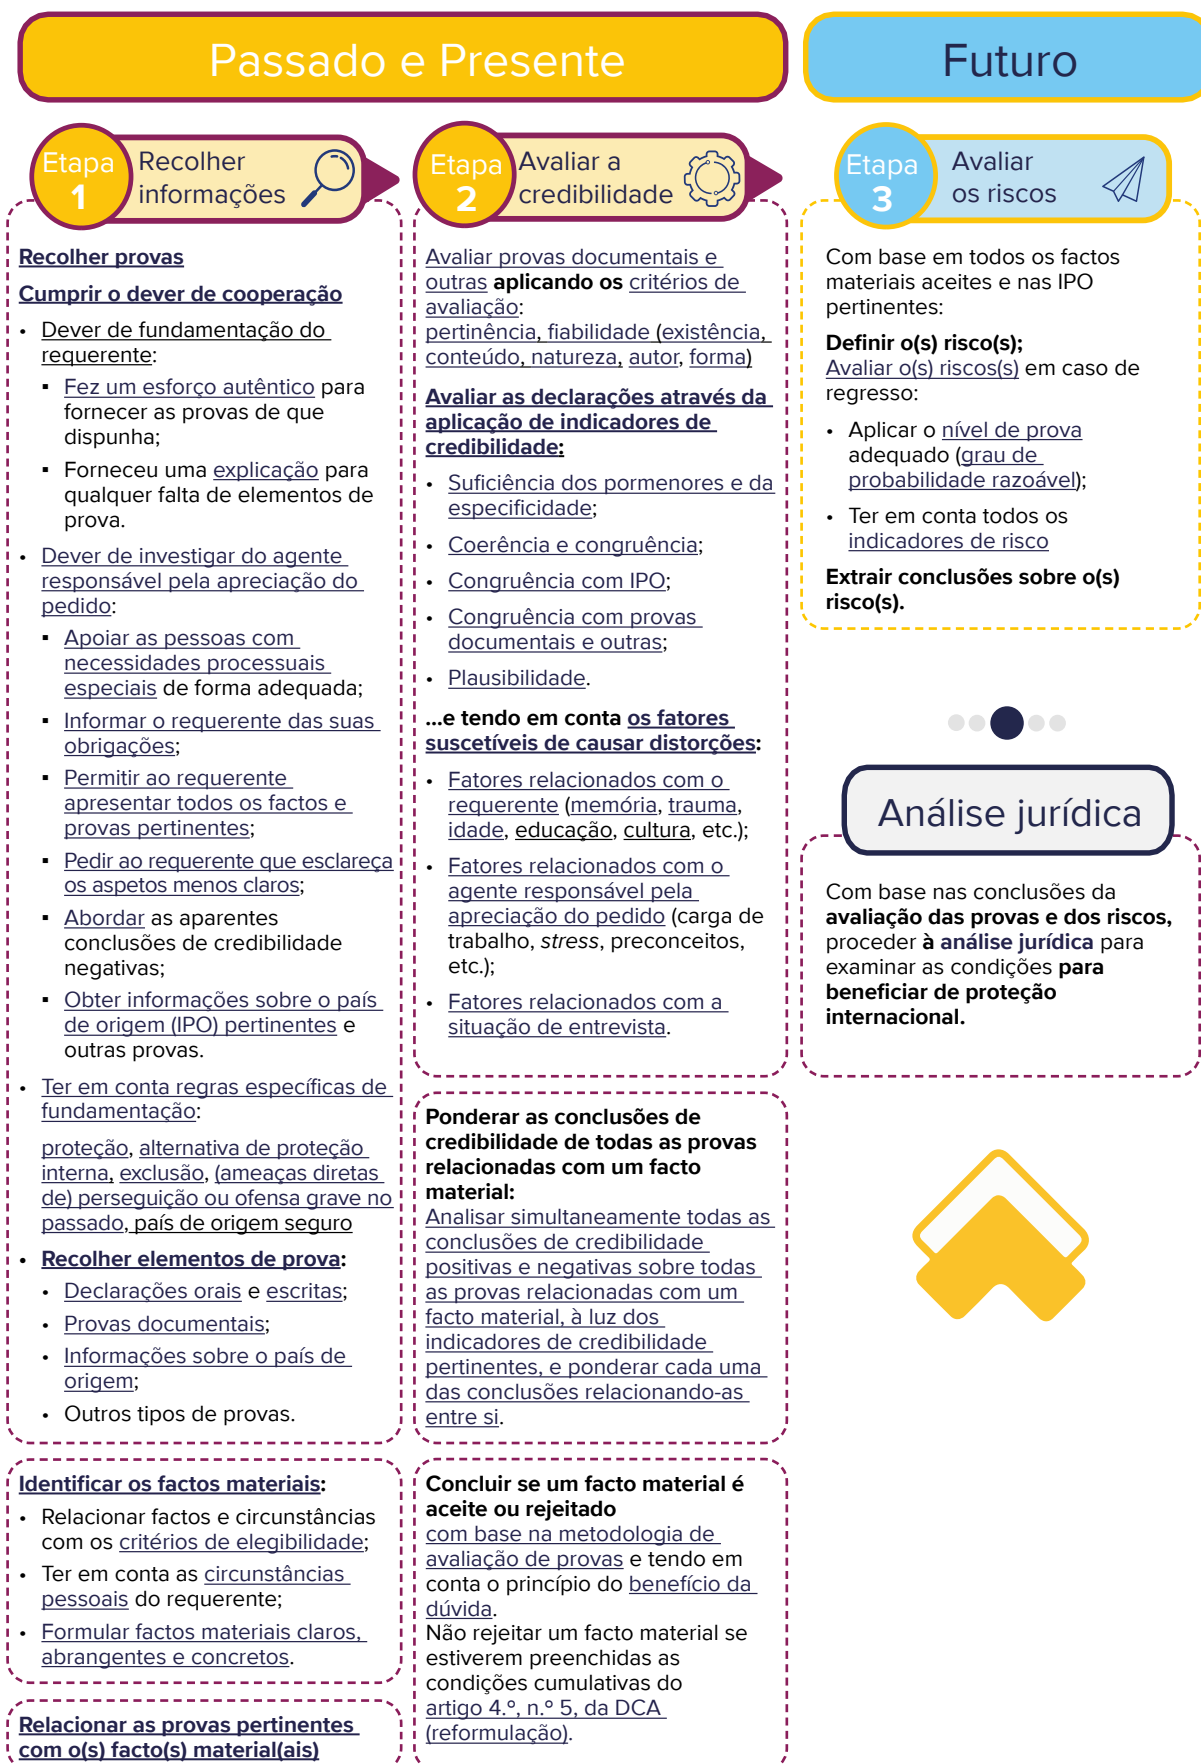 Passado e Presente
Futuro
Etapa
1
Recolher
informações
Recolher provas
Cumprir o dever de cooperação
• Dever de fundamentação do
requerente:
▪ Fez um esforço autêntico para
fornecer as provas de que
dispunha;
▪ Forneceu uma explicação para
qualquer falta de elementos de
prova.
• Dever de investigar do agente
responsável pela apreciação do
pedido:
▪ Apoiar as pessoas com
necessidades processuais
especiais de forma adequada;
▪ Informar o requerente das suas
obrigações;
▪ Permitir ao requerente
apresentar todos os factos e
provas pertinentes;
▪ Pedir ao requerente que esclareça
os aspetos menos claros;
▪ Abordar as aparentes
conclusões de credibilidade
negativas;
▪ Obter informações sobre o país
de origem (IPO) pertinentes e
outras provas.
• Ter em conta regras específicas de
fundamentação:
proteção, alternativa de proteção
interna, exclusão, (ameaças diretas
de) perseguição ou ofensa grave no
passado, país de origem seguro
• Recolher elementos de prova:
• Declarações orais e escritas;
• Provas documentais;
• Informações sobre o país de
origem;
• Outros tipos de provas.
Identificar os factos materiais:
• Relacionar factos e circunstâncias
com os critérios de elegibilidade;
• Ter em conta as circunstâncias
pessoais do requerente;
• Formular factos materiais claros,
abrangentes e concretos.
Relacionar as provas pertinentes
com o(s) facto(s) material(ais)
Etapa
2
Avaliar a
credibilidade
Avaliar provas documentais e
outras aplicando os critérios de
avaliação:
pertinência, fiabilidade (existência,
conteúdo, natureza, autor, forma)
Avaliar as declarações através da
aplicação de indicadores de
credibilidade:
• Suficiência dos pormenores e da
especificidade;
• Coerência e congruência;
• Congruência com IPO;
• Congruência com provas
documentais e outras;
• Plausibilidade.
...e tendo em conta os fatores
suscetíveis de causar distorções:
• Fatores relacionados com o
requerente (memória, trauma,
idade, educação, cultura, etc.);
• Fatores relacionados com o
agente responsável pela
apreciação do pedido (carga de
trabalho, stress, preconceitos,
etc.);
• Fatores relacionados com a
situação de entrevista.
Ponderar as conclusões de
credibilidade de todas as provas
relacionadas com um facto
material:
Analisar simultaneamente todas as
conclusões de credibilidade
positivas e negativas sobre todas
as provas relacionadas com um
facto material, à luz dos
indicadores de credibilidade
pertinentes, e ponderar cada uma
das conclusões relacionando-as
entre si.
Concluir se um facto material é
aceite ou rejeitado
com base na metodologia de
avaliação de provas e tendo em
conta o princípio do benefício da
dúvida.
Não rejeitar um facto material se
estiverem preenchidas as
condições cumulativas do
artigo 4.º, n.º 5, da DCA
(reformulação).
Etapa
3
Avaliar
os riscos
Com base em todos os factos
materiais aceites e nas IPO
pertinentes:
Definir o(s) risco(s);
Avaliar o(s) riscos(s) em caso de
regresso:
• Aplicar o nível de prova
adequado (grau de
probabilidade razoável);
• Ter em conta todos os
indicadores de risco
Extrair conclusões sobre o(s)
risco(s).
Análise jurídica
Com base nas conclusões da
avaliação das provas e dos riscos,
proceder à análise jurídica para
examinar as condições para
beneficiar de proteção
internacional.